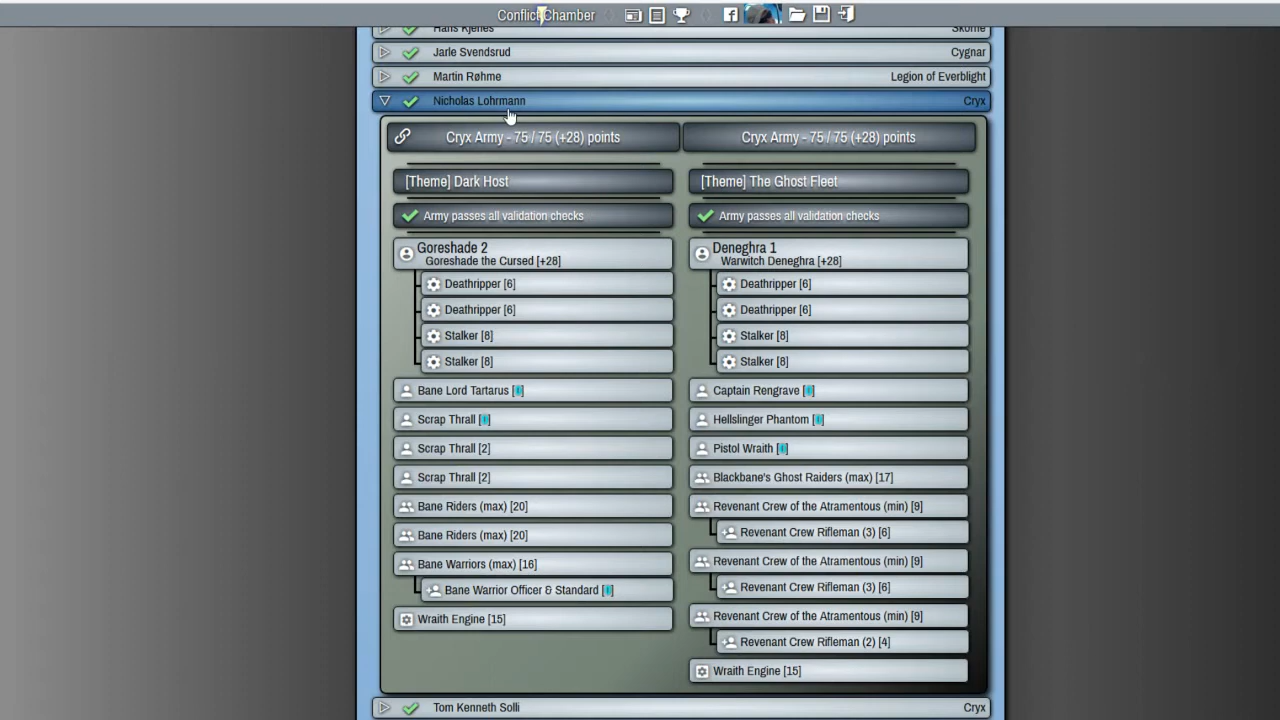 Conflict Chamber
Hans Kjenes
Skorne
Jarle Svendsrud
Cygnar
Martin Røhme
Legion of Everblight
Nicholas Lohrmann
Cryx
Cryx Army - 75 / 75 (+28) points
[Theme] Dark Host
Army passes all validation checks
Goreshade 2
Goreshade the Cursed [+28]
Deathripper [6]
Deathripper [6]
Stalker [8]
Stalker [8]
Bane Lord Tartarus []
Scrap Thrall []
Scrap Thrall [2]
Scrap Thrall [2]
Bane Riders (max) [20]
Bane Riders (max) [20]
Bane Warriors (max) [16]
Bane Warrior Officer & Standard []
Wraith Engine [15]
Cryx Army - 75 / 75 (+28) points
[Theme] The Ghost Fleet
Army passes all validation checks
Deneghra 1
Warwitch Deneghra [+28]
Deathripper [6]
Deathripper [6]
Stalker [8]
Stalker [8]
Captain Rengrave []
Hellslinger Phantom []
Pistol Wraith []
Blackbane's Ghost Raiders (max) [17]
Revenant Crew of the Atramentous (min) [9]
Revenant Crew Rifleman (3) [6]
Revenant Crew of the Atramentous (min) [9]
Revenant Crew Rifleman (3) [6]
Revenant Crew of the Atramentous (min) [9]
Revenant Crew Rifleman (2) [4]
Wraith Engine [15]
Tom Kenneth Solli
Cryx